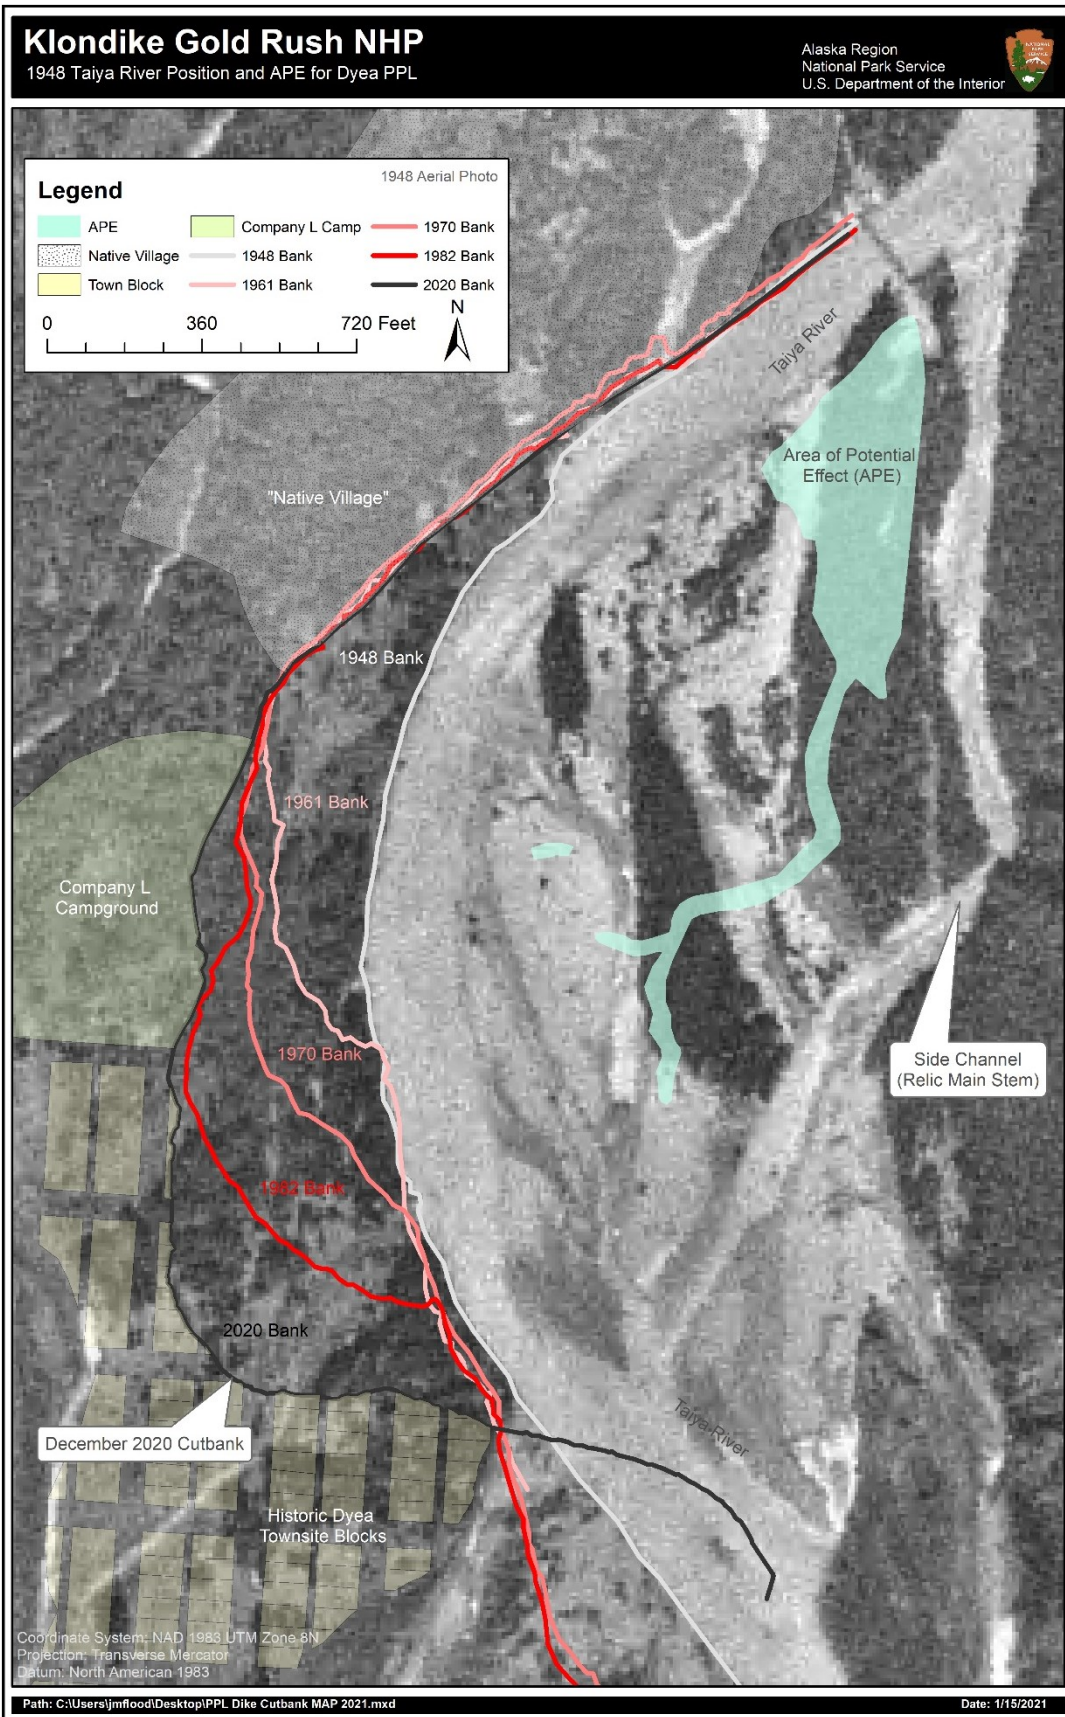 Klondike Gold Rush NHP
1948 Taiya River Position and APE for Dyea PPL
Alaska Region
National Park Service
U.S. Department of the Interior
NATIONAL
PARK
SERVICE
1948 Aerial Photo
Legend
APE
Native Village
Town Block
Company L Camp
1948 Bank
1961 Bank
1970 Bank
1982 Bank
2020 Bank
0 360 720 Feet
N
Taiya River
Area of Potential
Effect (APE)
"Native Village"
1948 Bank
1961 Bank
Company L
Campground
1970 Bank
Side Channel
(Relic Main Stem)
1982 Bank
2020 Bank
December 2020 Cutbank
Taiya River
Historic Dyea
Townsite Blocks
Coordinate System: NAD 1983 UTM Zone 8N
Projection: Transverse Mercator
Datum: North American 1983
Path: C:\Users\jmflood\Desktop\PPL Dike Cutbank MAP 2021.mxd
Date: 1/15/2021